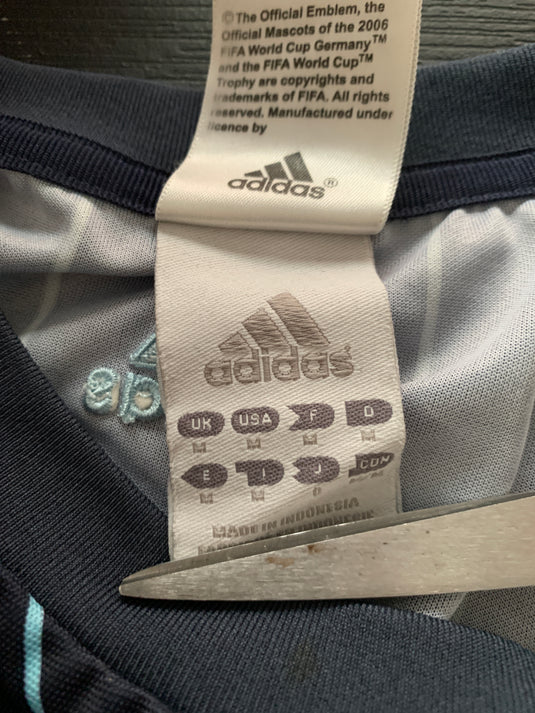 ©The Official Emblem, the
Official Mascots of the 2006
FIFA World Cup Germany™
and the FIFA World Cup™
Trophy are copyrights and
trademarks of FIFA. All rights
reserved. Manufactured under
licence by
adidas®
adidas
UK USA F D
M M M M
E I J CDN
M M O
MADE IN INDONESIA